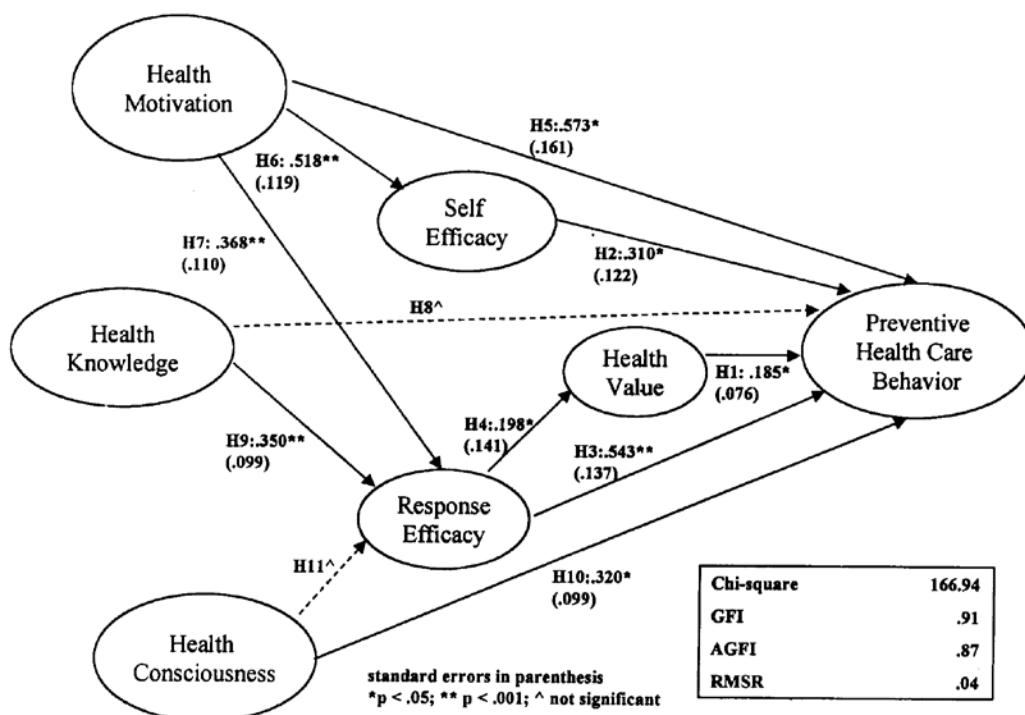 Health
Motivation
H5:.573*
(.161)
H6: .518**
(.119)
Self
Efficacy
H7: .368**
(.110)
H2:.310*
(.122)
H8^
Health
Knowledge
Preventive
Health Care
Behavior
Health
Value
H1: .185*
(.076)
H4:.198*
(.141)
H9:.350**
(.099)
H3:.543**
(.137)
Response
Efficacy
H11^
H10:.320*
(.099)
Health
Consciousness
Chi-square 166.94
GFI .91
AGFI .87
RMSR .04
standard errors in parenthesis
*p < .05; ** p < .001; ^ not significant